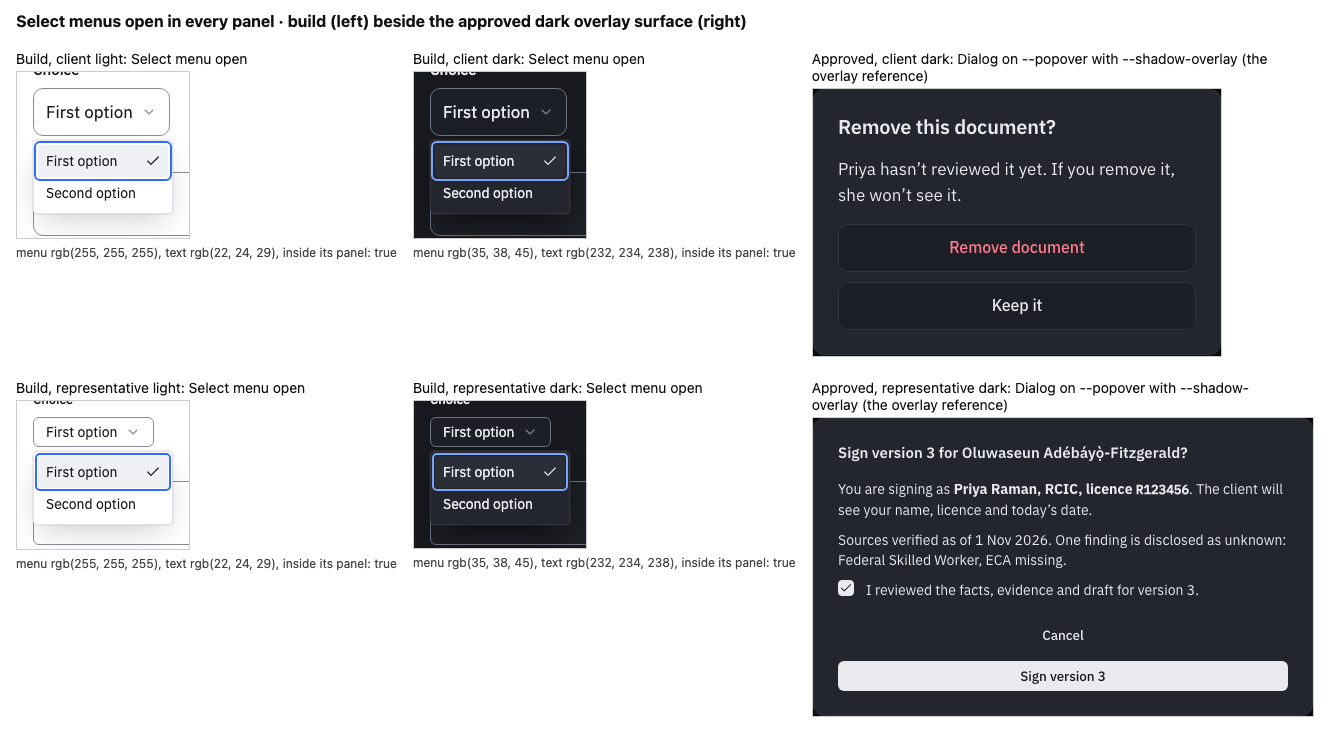 Select menus open in every panel · build (left) beside the approved dark overlay surface (right)
Build, client light: Select menu open
Choice
First option
First option
Second option
menu rgb(255, 255, 255), text rgb(22, 24, 29), inside its panel: true
Build, client dark: Select menu open
Choice
First option
First option
Second option
menu rgb(35, 38, 45), text rgb(232, 234, 238), inside its panel: true
Approved, client dark: Dialog on --popover with --shadow-overlay (the
overlay reference)
Remove this document?
Priya hasn’t reviewed it yet. If you remove it,
she won’t see it.
Remove document
Keep it
Build, representative light: Select menu open
Choice
First option
First option
Second option
menu rgb(255, 255, 255), text rgb(22, 24, 29), inside its panel: true
Build, representative dark: Select menu open
Choice
First option
First option
Second option
menu rgb(35, 38, 45), text rgb(232, 234, 238), inside its panel: true
Approved, representative dark: Dialog on --popover with --shadow-
overlay (the overlay reference)
Sign version 3 for Oluwaseun Adébáyọ̀-Fitzgerald?
You are signing as Priya Raman, RCIC, licence R123456. The client will
see your name, licence and today’s date.
Sources verified as of 1 Nov 2026. One finding is disclosed as unknown:
Federal Skilled Worker, ECA missing.
I reviewed the facts, evidence and draft for version 3.
Cancel
Sign version 3